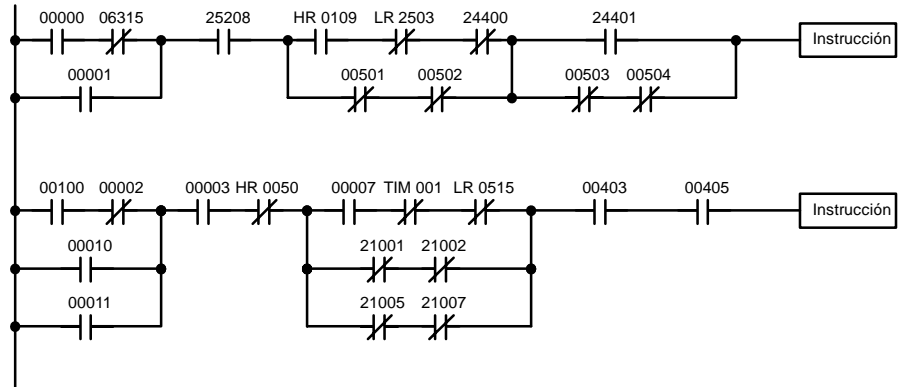 00000 06315 25208 HR 0109 LR 2503 24400 24401
Instrucción
00001 00501 00502 00503 00504
00100 00002 00003 HR 0050 00007 TIM 001 LR 0515 00403 00405
Instrucción
00010 21001 21002
00011 21005 21007